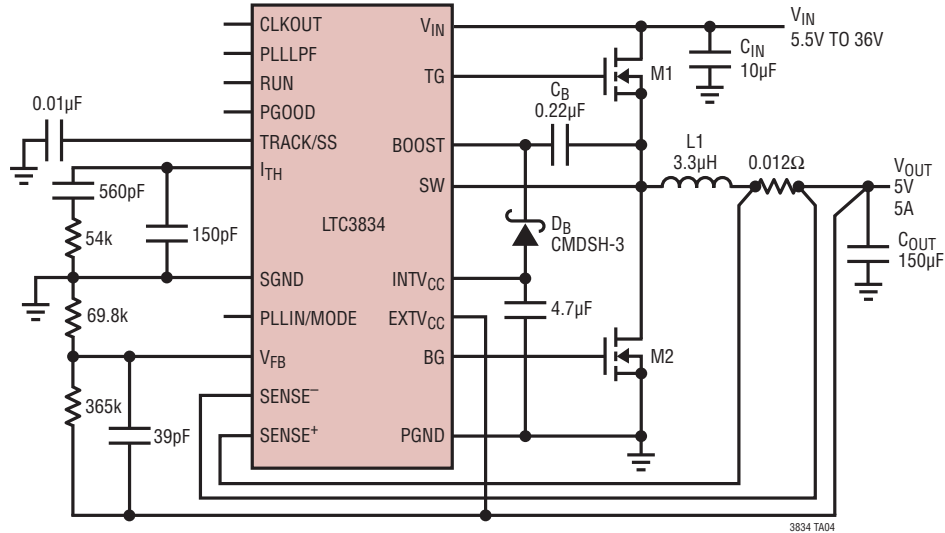 CLKOUT
PLLLPF
RUN
PGOOD
TRACK/SS
ITH
SGND
PLLIN/MODE
VFB
SENSE–
SENSE+
LTC3834
VIN
TG
BOOST
SW
INTVCC
EXTVCC
BG
PGND
0.01µF
560pF
54k
150pF
69.8k
365k
39pF
CB
0.22µF
DB
CMDSH-3
4.7µF
M1
M2
VIN
5.5V TO 36V
CIN
10µF
L1
3.3µH
0.012Ω
VOUT
5V
5A
COUT
150µF
3834 TA04